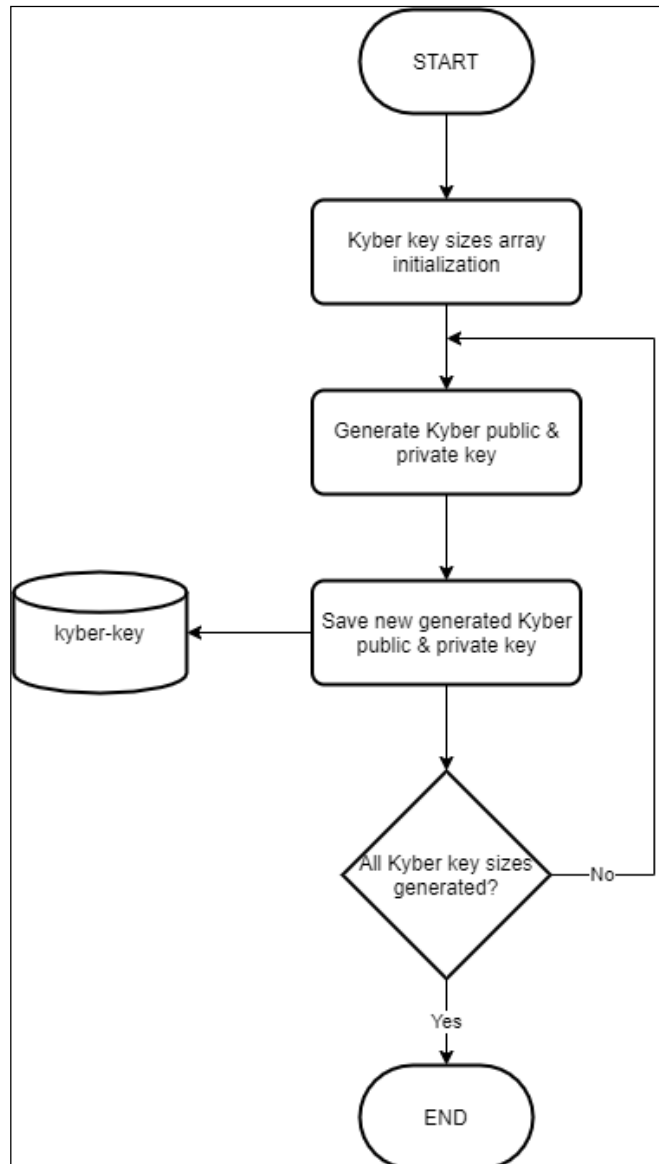 START
Kyber key sizes array
initialization
Generate Kyber public &
private key
kyber-key
Save new generated Kyber
public & private key
All Kyber key sizes
generated?
No
Yes
END